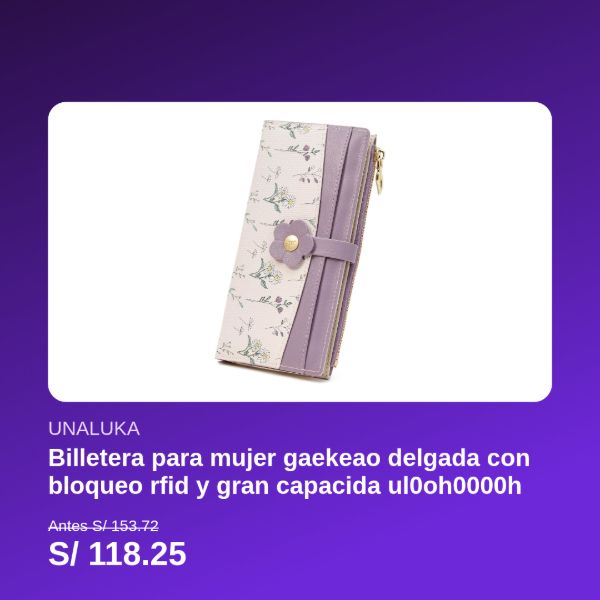 UNALUKA
Billetera para mujer gaekeao delgada con
bloqueo rfid y gran capacida ul0oh0000h
Antes S/ 153.72
S/ 118.25